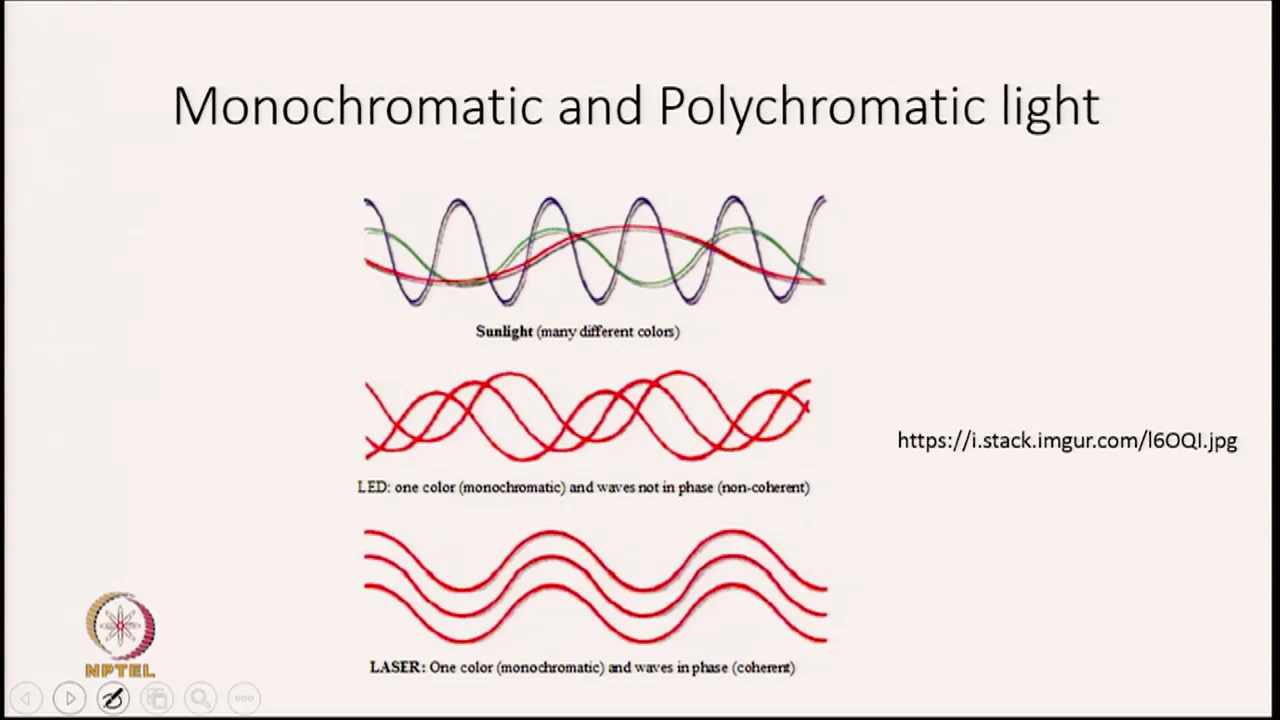 Monochromatic and Polychromatic light
Sunlight (many different colors)
https://i.stack.imgur.com/l6OQI.jpg
LED: one color (monochromatic) and waves not in phase (non-coherent)
LASER: One color (monochromatic) and waves in phase (coherent)
NPTEL